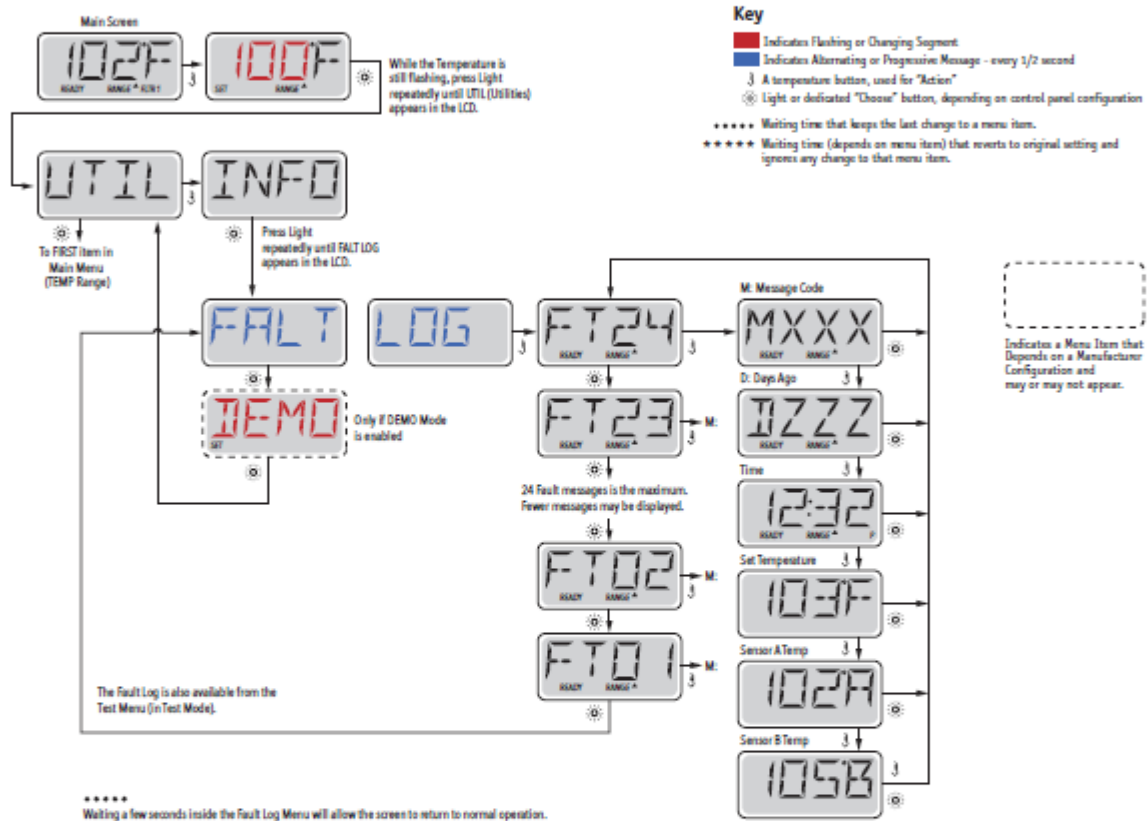 Main Screen
102°F
READY RANGE FLTR1
100°F
SET RANGE
While the Temperature is
still flashing, press Light
repeatedly until UTIL (Utilities)
appears in the LCD.
Key
Indicates Flashing or Changing Segment
Indicates Alternating or Progressive Message - every 1/2 second
A temperature button, used for "Action"
Light or dedicated "Choose" button, depending on control panel configuration
••••• Waiting time that keeps the last change to a menu item.
★★★★★ Waiting time (depends on menu item) that reverts to original setting and
ignores any change to that menu item.
UTIL
INFO
To FIRST item in
Main Menu
(TEMP Range)
Press Light
repeatedly until FALT LOG
appears in the LCD.
FALT
LOG
FT24
READY RANGE
M: Message Code
MXXX
READY RANGE
Indicates a Menu Item that
Depends on a Manufacturer
Configuration and
may or may not appear.
DEMO
SET
Only if DEMO Mode
is enabled
FT23
READY RANGE
M:
D: Days Ago
DZZZ
READY RANGE
24 Fault messages is the maximum.
Fewer messages may be displayed.
Time
12:32
READY RANGE P
FT02
READY RANGE
M:
Set Temperature
103°F
FT01
READY RANGE
M:
Sensor A Temp
102A
The Fault Log is also available from the
Test Menu (in Test Mode).
Sensor B Temp
105B
•••••
Waiting a few seconds inside the Fault Log Menu will allow the screen to return to normal operation.